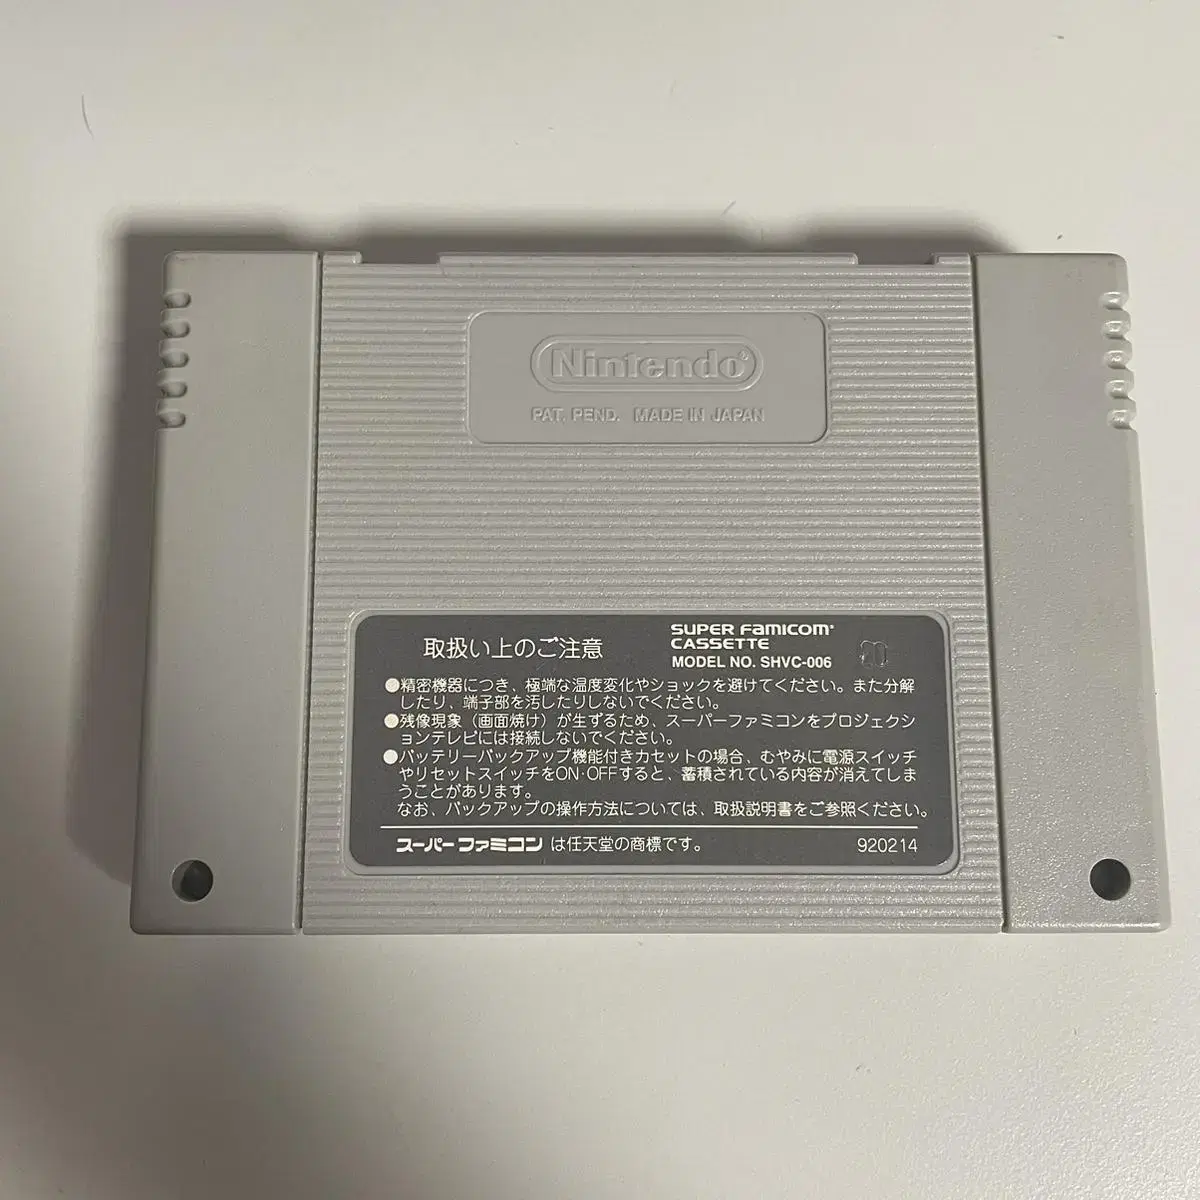 Nintendo®
PAT. PEND. MADE IN JAPAN
取扱い上のご注意
SUPER FAMICOM®
CASSETTE
MODEL NO. SHVC-006
●精密機器につき、極端な温度変化やショックを避けてください。また分解
したり、端子部を汚したりしないでください。
●残像現象（画面焼け）が生ずるため、スーパーファミコンをプロジェクシ
ョンテレビには接続しないでください。
●バッテリーバックアップ機能付きカセットの場合、むやみに電源スイッチ
やリセットスイッチをON·OFFすると、蓄積されている内容が消えてしま
うことがあります。
なお、バックアップの操作方法については、取扱説明書をご参照ください。
スーパーファミコンは任天堂の商標です。
920214